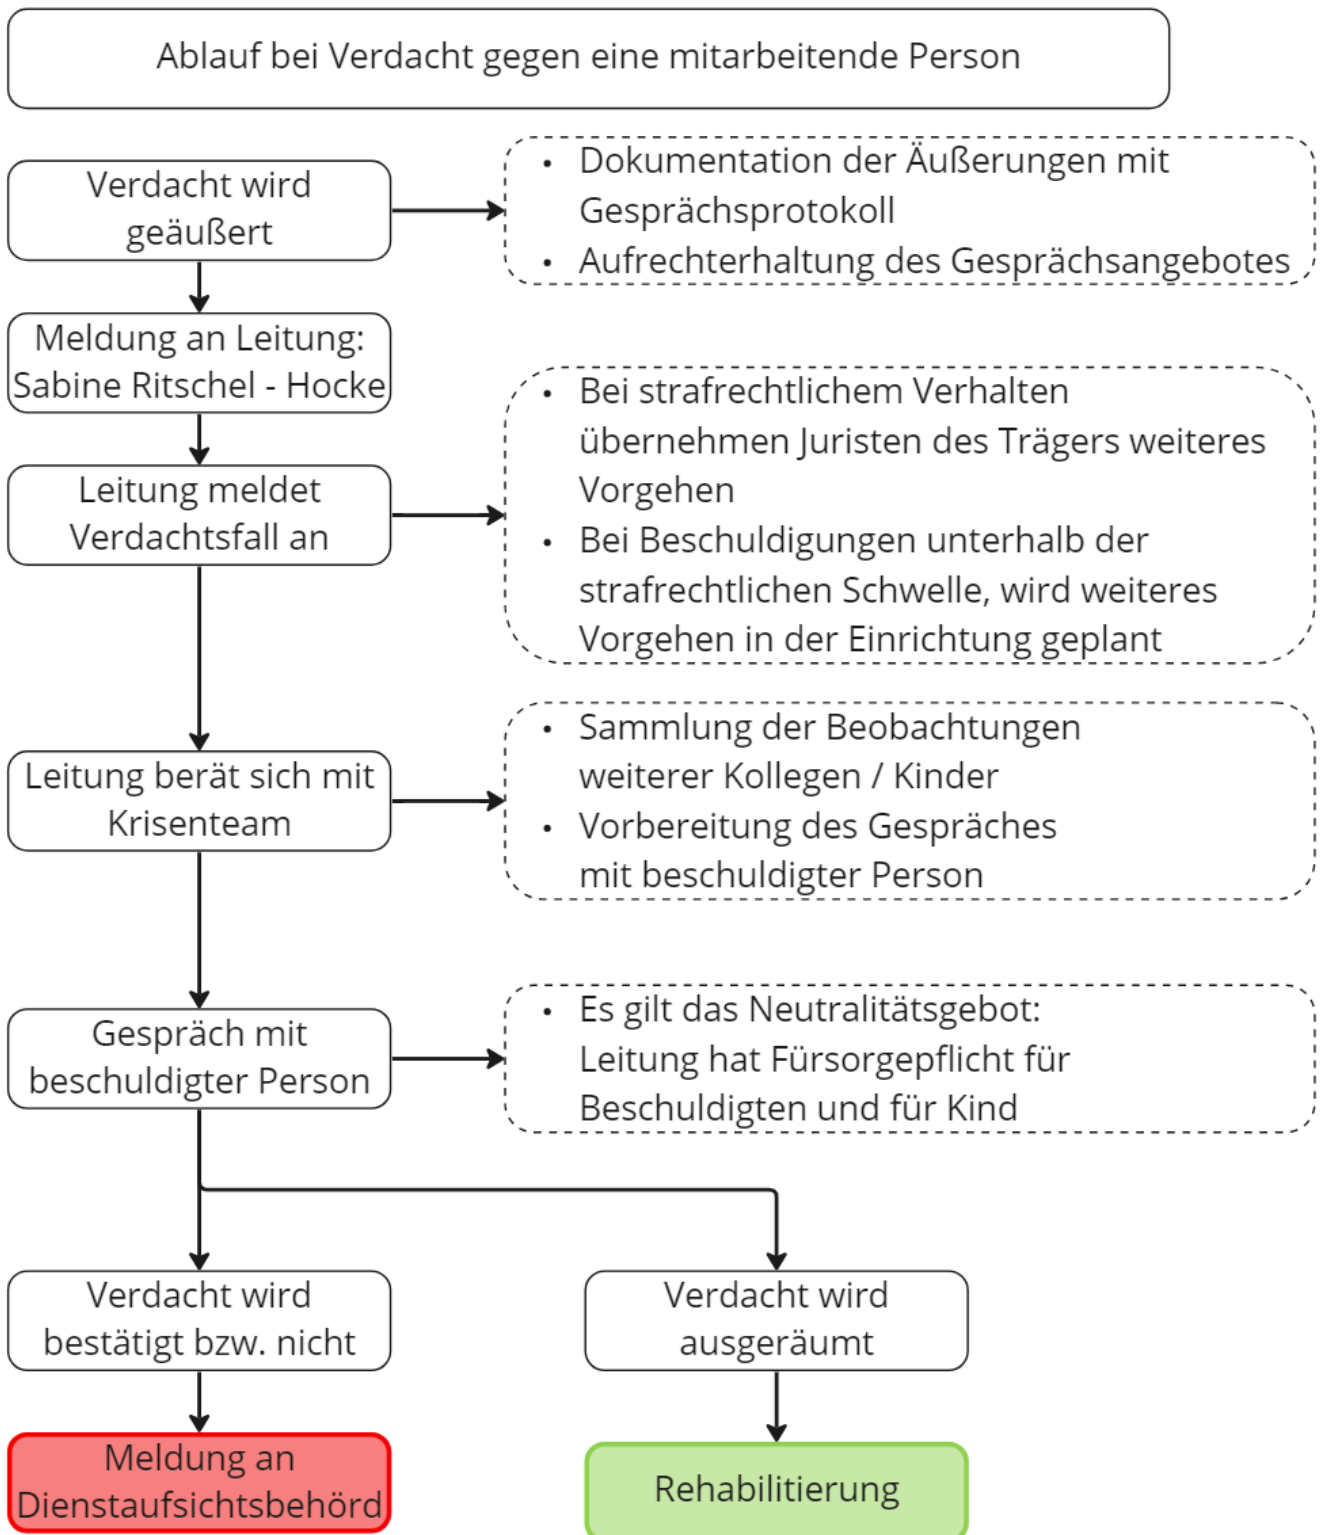 Ablauf bei Verdacht gegen eine mitarbeitende Person
Verdacht wird
geäußert
• Dokumentation der Äußerungen mit
Gesprächsprotokoll
• Aufrechterhaltung des Gesprächsangebotes
Meldung an Leitung:
Sabine Ritschel - Hocke
Leitung meldet
Verdachtsfall an
• Bei strafrechtlichem Verhalten
übernehmen Juristen des Trägers weiteres
Vorgehen
• Bei Beschuldigungen unterhalb der
strafrechtlichen Schwelle, wird weiteres
Vorgehen in der Einrichtung geplant
Leitung berät sich mit
Krisenteam
• Sammlung der Beobachtungen
weiterer Kollegen / Kinder
• Vorbereitung des Gespräches
mit beschuldigter Person
Gespräch mit
beschuldigter Person
• Es gilt das Neutralitätsgebot:
Leitung hat Fürsorgepflicht für
Beschuldigten und für Kind
Verdacht wird
bestätigt bzw. nicht
Verdacht wird
ausgeräumt
Meldung an
Dienstaufsichtsbehörd
Rehabilitierung